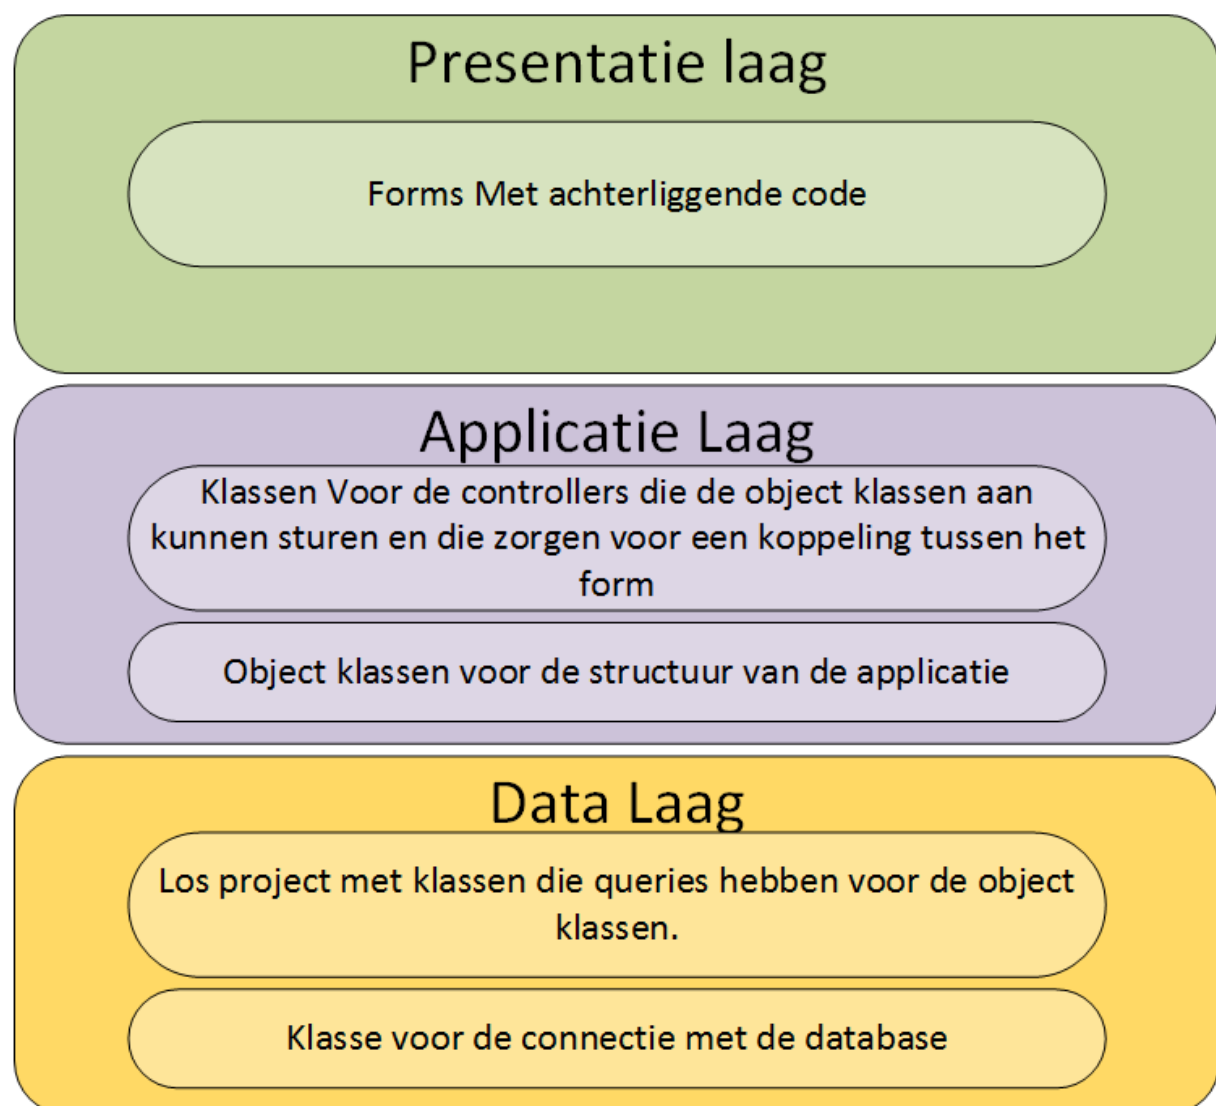 Presentatie laag
Forms Met achterliggende code
Applicatie Laag
Klassen Voor de controllers die de object klassen aan
kunnen sturen en die zorgen voor een koppeling tussen het
form
Object klassen voor de structuur van de applicatie
Data Laag
Los project met klassen die queries hebben voor de object
klassen.
Klasse voor de connectie met de database